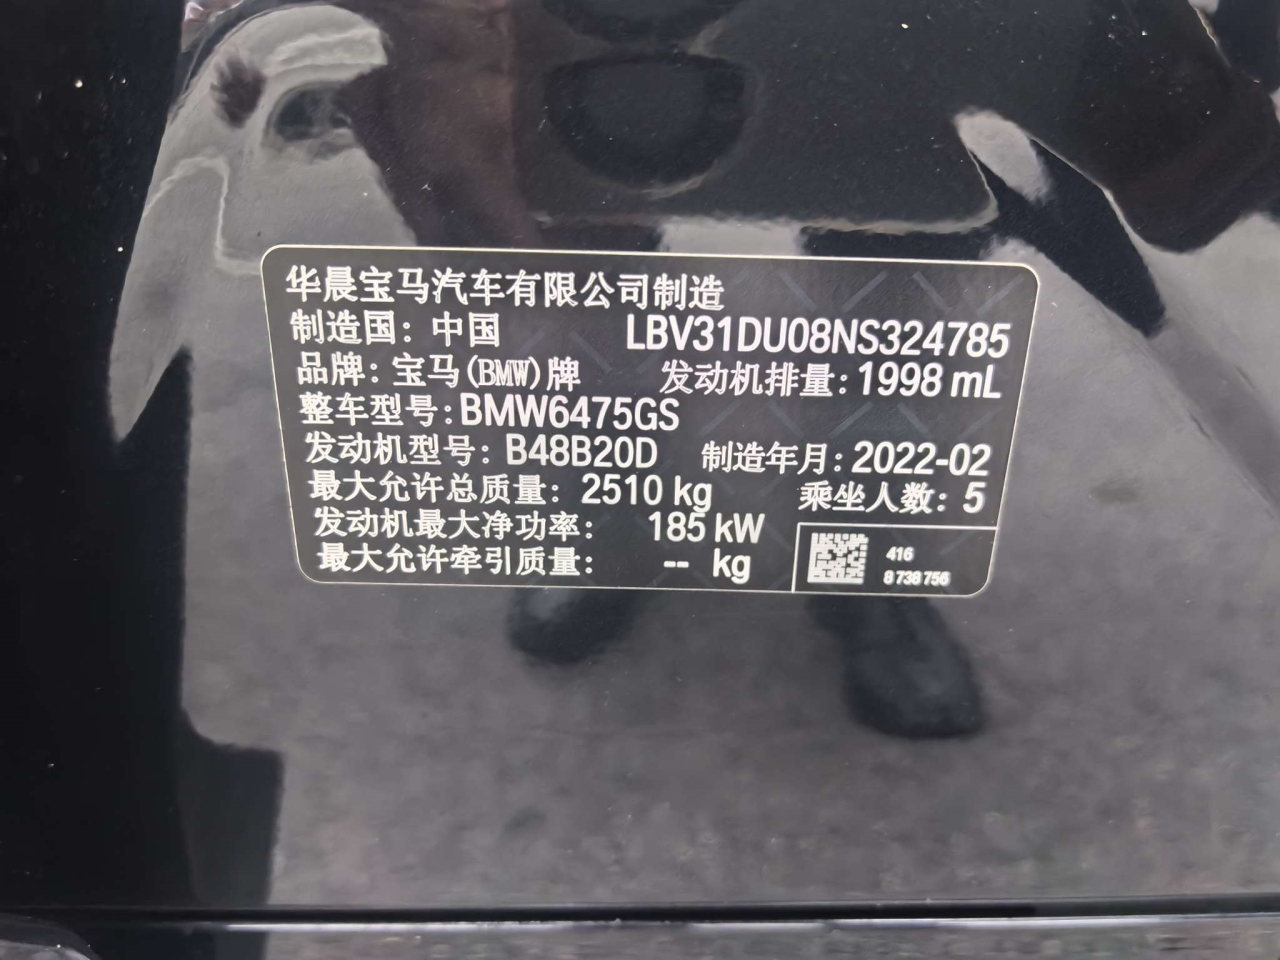 华晨宝马汽车有限公司制造
制造国：中国 LBV31DU08NS324785
品牌：宝马(BMW)牌 发动机排量：1998 mL
整车型号：BMW6475GS
发动机型号：B48B20D 制造年月：2022-02
最大允许总质量：2510 kg 乘坐人数：5
发动机最大净功率：185 kW
最大允许牵引质量：-- kg
416
8 738 756